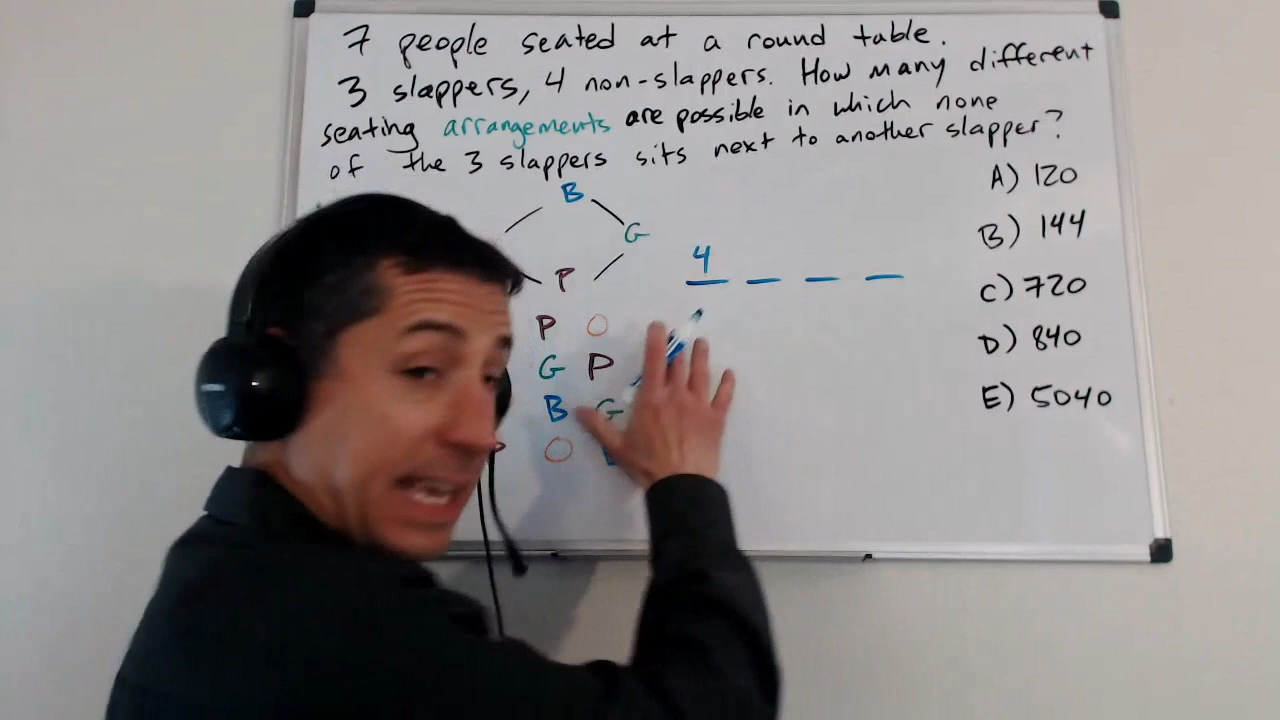 7 people seated at a round table.
3 slappers, 4 non-slappers. How many different
seating arrangements are possible in which none
of the 3 slappers sits next to another slapper?
A) 120
B) 144
C) 720
D) 840
E) 5040
B
G
P
4
P O
G P
B G
O